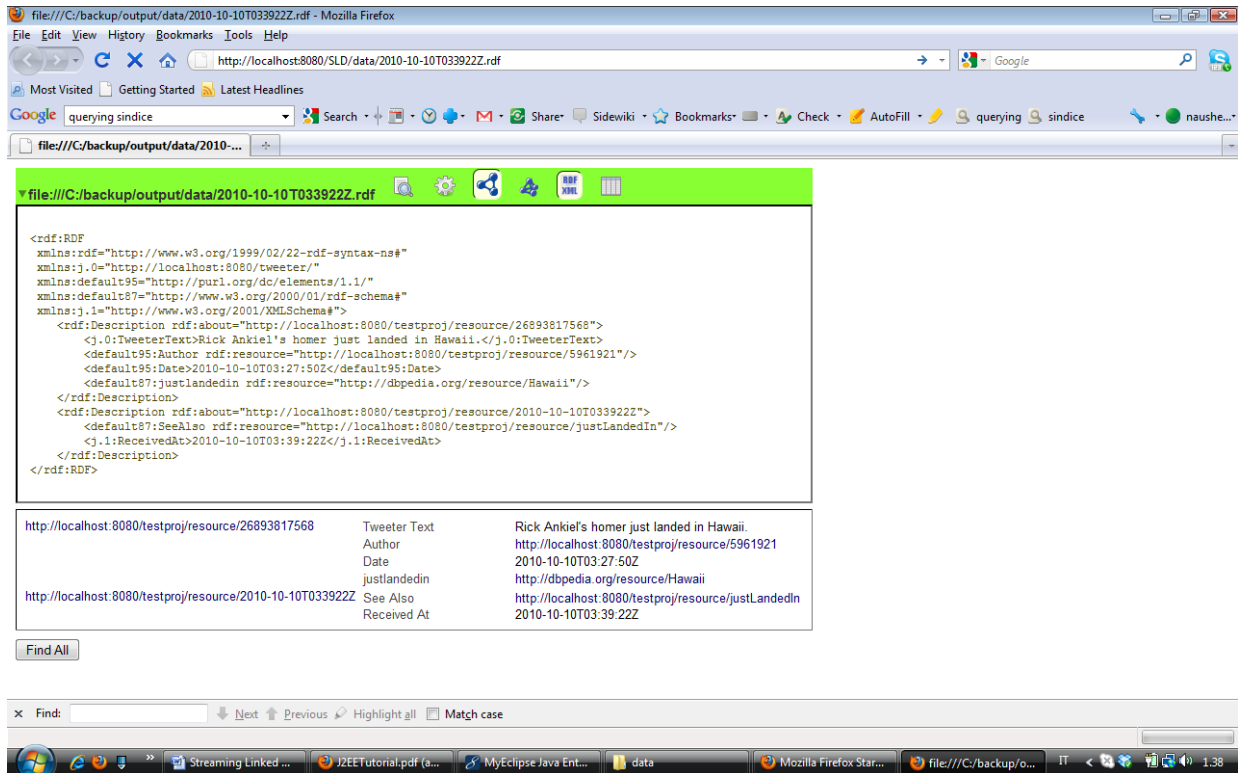 file:///C:/backup/output/data/2010-10-10T033922Z.rdf - Mozilla Firefox
File Edit View History Bookmarks Tools Help
http://localhost:8080/SLD/data/2010-10-10T033922Z.rdf Google
Most Visited Getting Started Latest Headlines
Google querying sindice Search Share Sidewiki Bookmarks Check AutoFill querying sindice naushe...
file:///C:/backup/output/data/2010-...
file:///C:/backup/output/data/2010-10-10T033922Z.rdf RDF XML
<rdf:RDF
xmlns:rdf="http://www.w3.org/1999/02/22-rdf-syntax-ns#"
xmlns:j.0="http://localhost:8080/tweeter/"
xmlns:default95="http://purl.org/dc/elements/1.1/"
xmlns:default87="http://www.w3.org/2000/01/rdf-schema#"
xmlns:j.1="http://www.w3.org/2001/XMLSchema#">
<rdf:Description rdf:about="http://localhost:8080/testproj/resource/26893817568">
<j.0:TweeterText>Rick Ankiel's homer just landed in Hawaii.</j.0:TweeterText>
<default95:Author rdf:resource="http://localhost:8080/testproj/resource/5961921"/>
<default95:Date>2010-10-10T03:27:50Z</default95:Date>
<default87:justlandedin rdf:resource="http://dbpedia.org/resource/Hawaii"/>
</rdf:Description>
<rdf:Description rdf:about="http://localhost:8080/testproj/resource/2010-10-10T033922Z">
<default87:SeeAlso rdf:resource="http://localhost:8080/testproj/resource/justLandedIn"/>
<j.1:ReceivedAt>2010-10-10T03:39:22Z</j.1:ReceivedAt>
</rdf:Description>
</rdf:RDF>
http://localhost:8080/testproj/resource/26893817568 Tweeter Text Rick Ankiel's homer just landed in Hawaii.
Author http://localhost:8080/testproj/resource/5961921
Date 2010-10-10T03:27:50Z
justlandedin http://dbpedia.org/resource/Hawaii
http://localhost:8080/testproj/resource/2010-10-10T033922Z See Also http://localhost:8080/testproj/resource/justLandedIn
Received At 2010-10-10T03:39:22Z
Find All
× Find: Next Previous Highlight all Match case
Streaming Linked ... J2EETutorial.pdf (a... MyEclipse Java Ent... data Mozilla Firefox Star... file:///C:/backup/o... IT 1.38